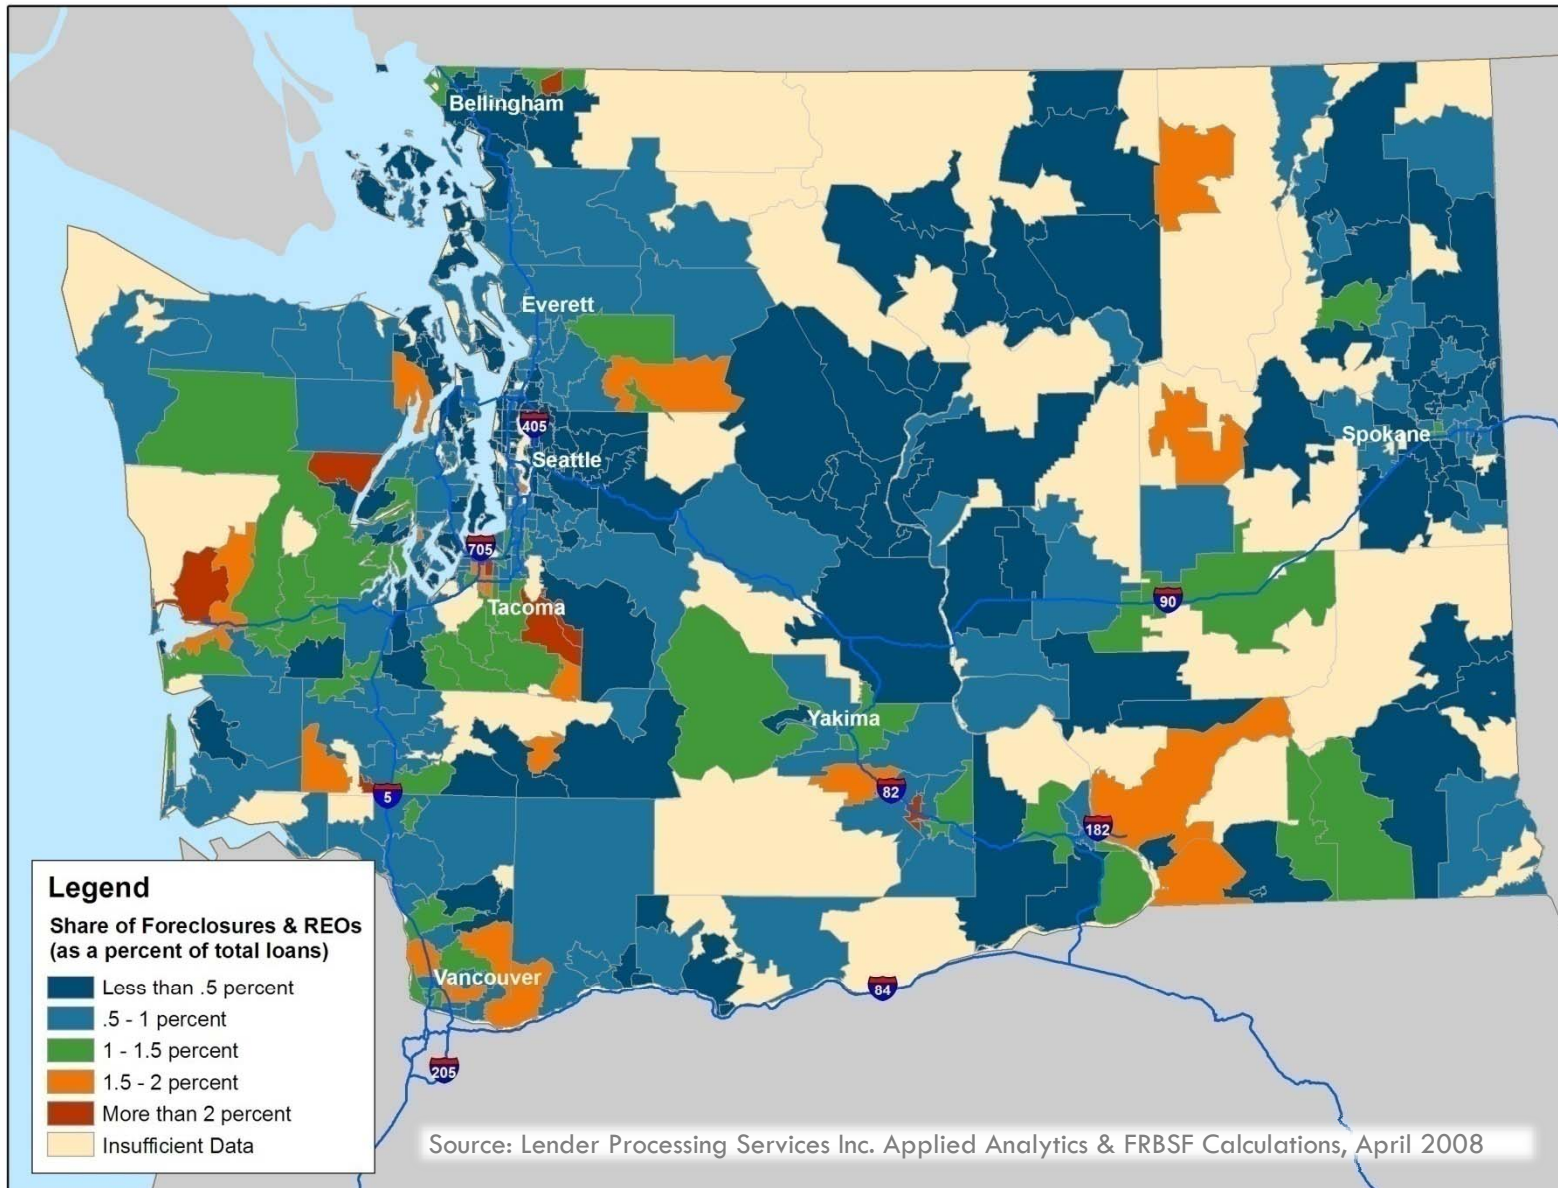 Bellingham
Everett
405
Seattle
Spokane
705
Tacoma
90
Yakima
5
82
182
Vancouver
84
205
Legend
Share of Foreclosures & REOs
(as a percent of total loans)
Less than .5 percent
.5 - 1 percent
1 - 1.5 percent
1.5 - 2 percent
More than 2 percent
Insufficient Data
Source: Lender Processing Services Inc. Applied Analytics & FRBSF Calculations, April 2008